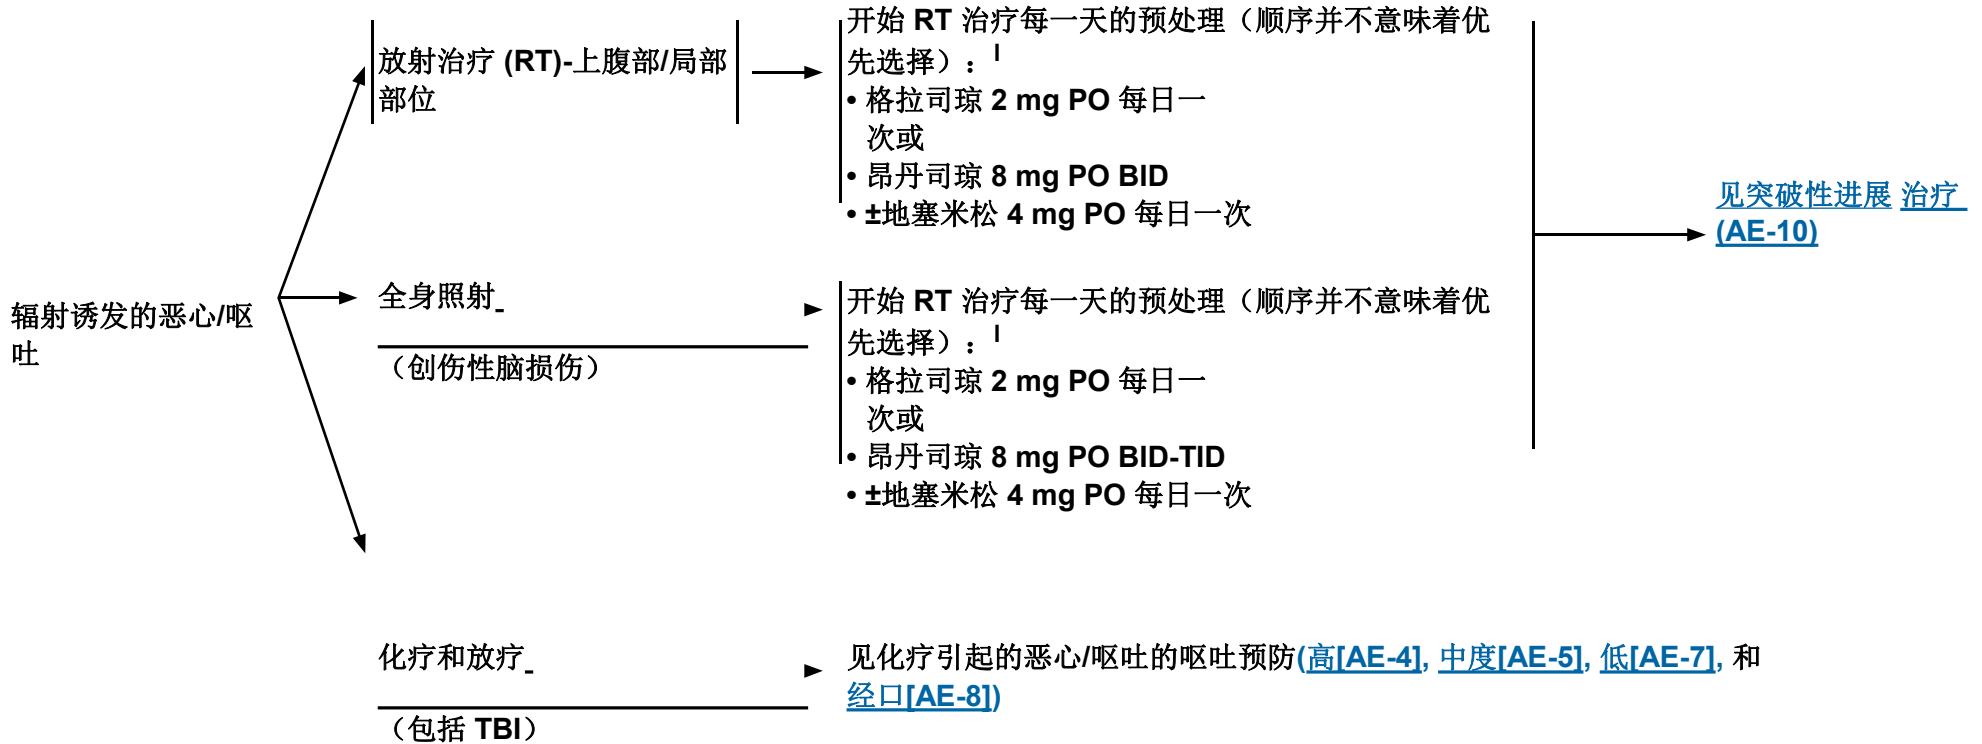 辐射诱发的恶心/呕
吐
放射治疗 (RT)-上腹部/局部
部位
开始 RT 治疗每一天的预处理（顺序并不意味着优
先选择）：l
• 格拉司琼 2 mg PO 每日一
次或
• 昂丹司琼 8 mg PO BID
• ±地塞米松 4 mg PO 每日一次
全身照射
（创伤性脑损伤）
开始 RT 治疗每一天的预处理（顺序并不意味着优
先选择）：l
• 格拉司琼 2 mg PO 每日一
次或
• 昂丹司琼 8 mg PO BID-TID
• ±地塞米松 4 mg PO 每日一次
见突破性进展 治疗
(AE-10)
化疗和放疗
（包括 TBI）
见化疗引起的恶心/呕吐的呕吐预防(高[AE-4], 中度[AE-5], 低[AE-7], 和
经口[AE-8])